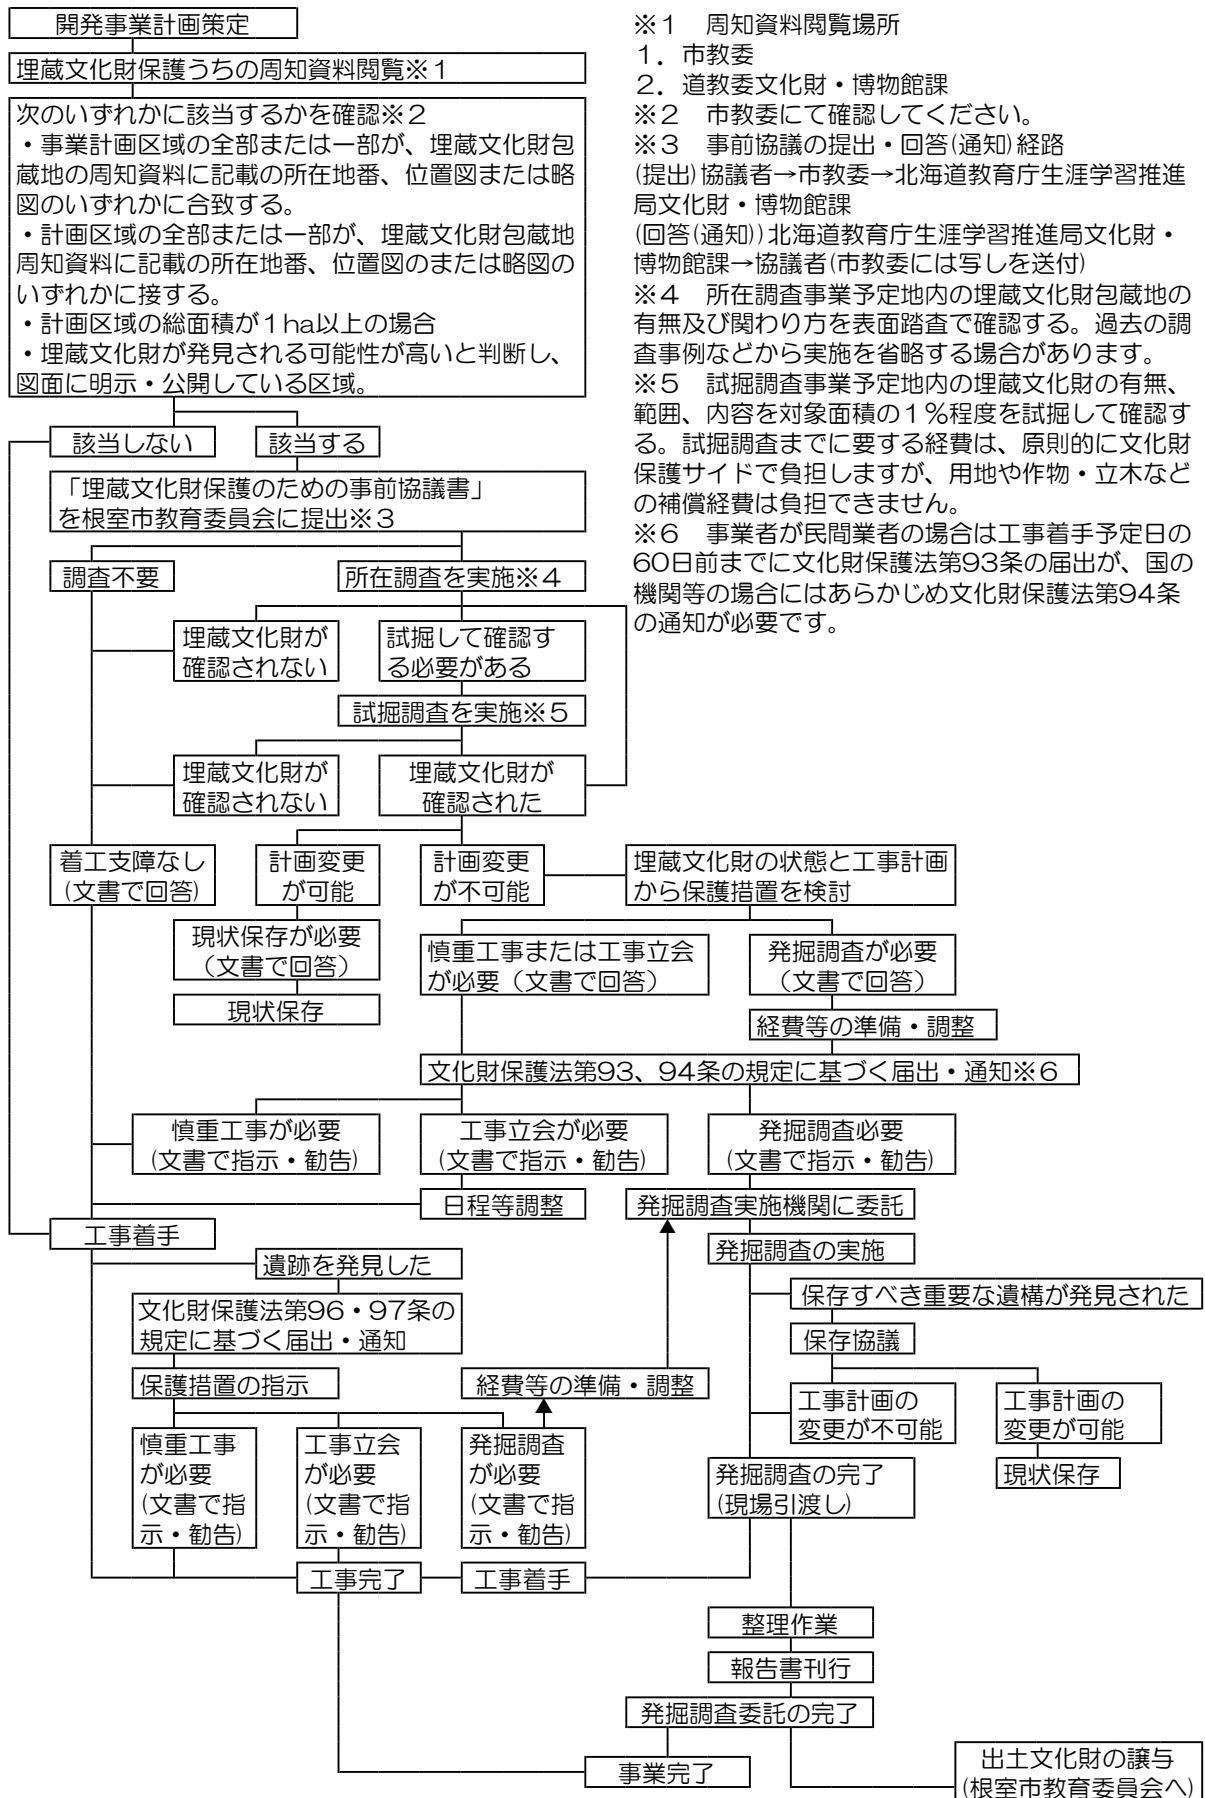 開発事業計画策定
埋蔵文化財保護うちの周知資料閲覧※1
次のいずれかに該当するかを確認※2
・事業計画区域の全部または一部が、埋蔵文化財包
蔵地の周知資料に記載の所在地番、位置図または略
図のいずれかに合致する。
・計画区域の全部または一部が、埋蔵文化財包蔵地
周知資料に記載の所在地番、位置図のまたは略図の
いずれかに接する。
・計画区域の総面積が1ha以上の場合
・埋蔵文化財が発見される可能性が高いと判断し、
図面に明示・公開している区域。
※1　周知資料閲覧場所
1．市教委
2．道教委文化財・博物館課
※2　市教委にて確認してください。
※3　事前協議の提出・回答(通知)経路
(提出)協議者→市教委→北海道教育庁生涯学習推進
局文化財・博物館課
(回答(通知))北海道教育庁生涯学習推進局文化財・
博物館課→協議者(市教委には写しを送付)
※4　所在調査事業予定地内の埋蔵文化財包蔵地の
有無及び関わり方を表面踏査で確認する。過去の調
査事例などから実施を省略する場合があります。
※5　試掘調査事業予定地内の埋蔵文化財の有無、
範囲、内容を対象面積の1％程度を試掘して確認す
る。試掘調査までに要する経費は、原則的に文化財
保護サイドで負担しますが、用地や作物・立木など
の補償経費は負担できません。
※6　事業者が民間業者の場合は工事着手予定日の
60日前までに文化財保護法第93条の届出が、国の
機関等の場合にはあらかじめ文化財保護法第94条
の通知が必要です。
該当しない
該当する
「埋蔵文化財保護のための事前協議書」
を根室市教育委員会に提出※3
調査不要
所在調査を実施※4
埋蔵文化財が
確認されない
試掘して確認す
る必要がある
試掘調査を実施※5
埋蔵文化財が
確認されない
埋蔵文化財が
確認された
着工支障なし
(文書で回答)
計画変更
が可能
計画変更
が不可能
埋蔵文化財の状態と工事計画
から保護措置を検討
現状保存が必要
（文書で回答）
現状保存
慎重工事または工事立会
が必要（文書で回答）
発掘調査が必要
（文書で回答）
経費等の準備・調整
文化財保護法第93、94条の規定に基づく届出・通知※6
慎重工事が必要
(文書で指示・勧告)
工事立会が必要
(文書で指示・勧告)
発掘調査必要
(文書で指示・勧告)
日程等調整
発掘調査実施機関に委託
工事着手
発掘調査の実施
遺跡を発見した
保存すべき重要な遺構が発見された
文化財保護法第96・97条の
規定に基づく届出・通知
保存協議
保護措置の指示
経費等の準備・調整
工事計画の
変更が不可能
工事計画の
変更が可能
慎重工事
が必要
(文書で指
示・勧告)
工事立会
が必要
(文書で指
示・勧告)
発掘調査
が必要
(文書で指
示・勧告)
発掘調査の完了
(現場引渡し)
現状保存
工事完了
工事着手
整理作業
報告書刊行
発掘調査委託の完了
事業完了
出土文化財の譲与
(根室市教育委員会へ)